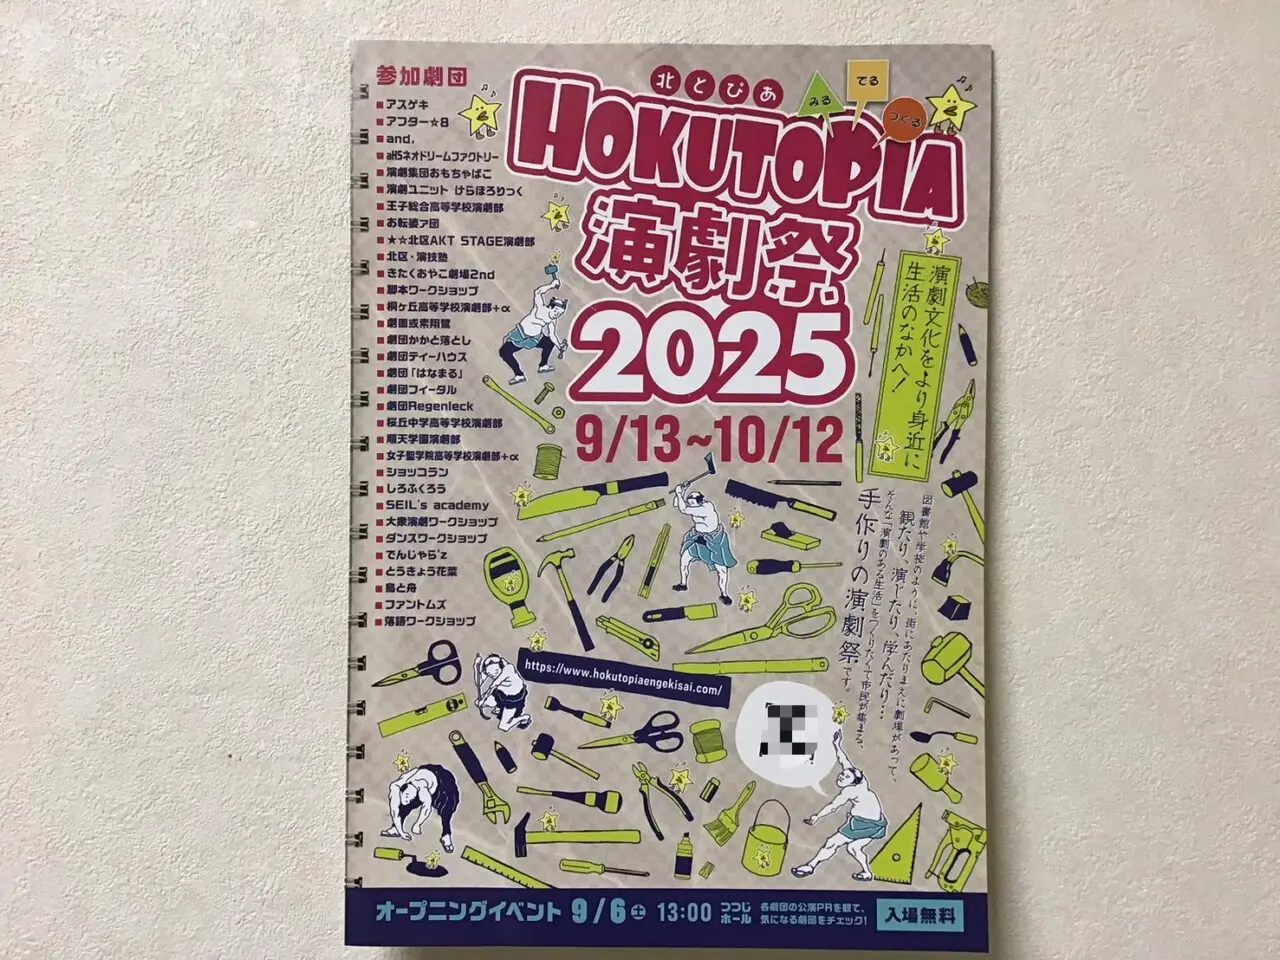 参加劇団
アスゲキ
アフター☆8
and,
aHSネオドリームファクトリー
演劇集団おもちゃばこ
演劇ユニット けらほろりっく
王子総合高等学校演劇部
お転婆ア団
★☆北区AKT STAGE演劇部
北区・演技塾
きたくおやこ劇場2nd
脚本ワークショップ
桐ヶ丘高等学校演劇部+α
劇団或素翔鷺
劇団かかと落とし
劇団ティーハウス
劇団「はなまる」
劇団フィータル
劇団Regenleck
桜丘中学高等学校演劇部
順天学園演劇部
女子聖学院高等学校演劇部+α
ショッコラン
しろふくろう
SEIL's academy
大衆演劇ワークショップ
ダンスワークショップ
でんじゃら'z
とうきょう花菜
鳥と舟
ファントムズ
落語ワークショップ
北とぴあ
みる
でる
つくる
HOKUTOPIA
演劇祭
2025
9/13~10/12
演劇文化をより身近に
生活のなかへ!
図書館や学校のように、街にあたりまえに劇場があって、
観たり、演じたり、学んだり…
そんな「演劇のある生活」をつくりたくて市民が集まる、
手作りの演劇祭です。
https://www.hokutopiaengekisai.com/
オープニングイベント 9/6土 13:00 つつじホール
各劇団の公演PRを観て、
気になる劇団をチェック!
入場無料